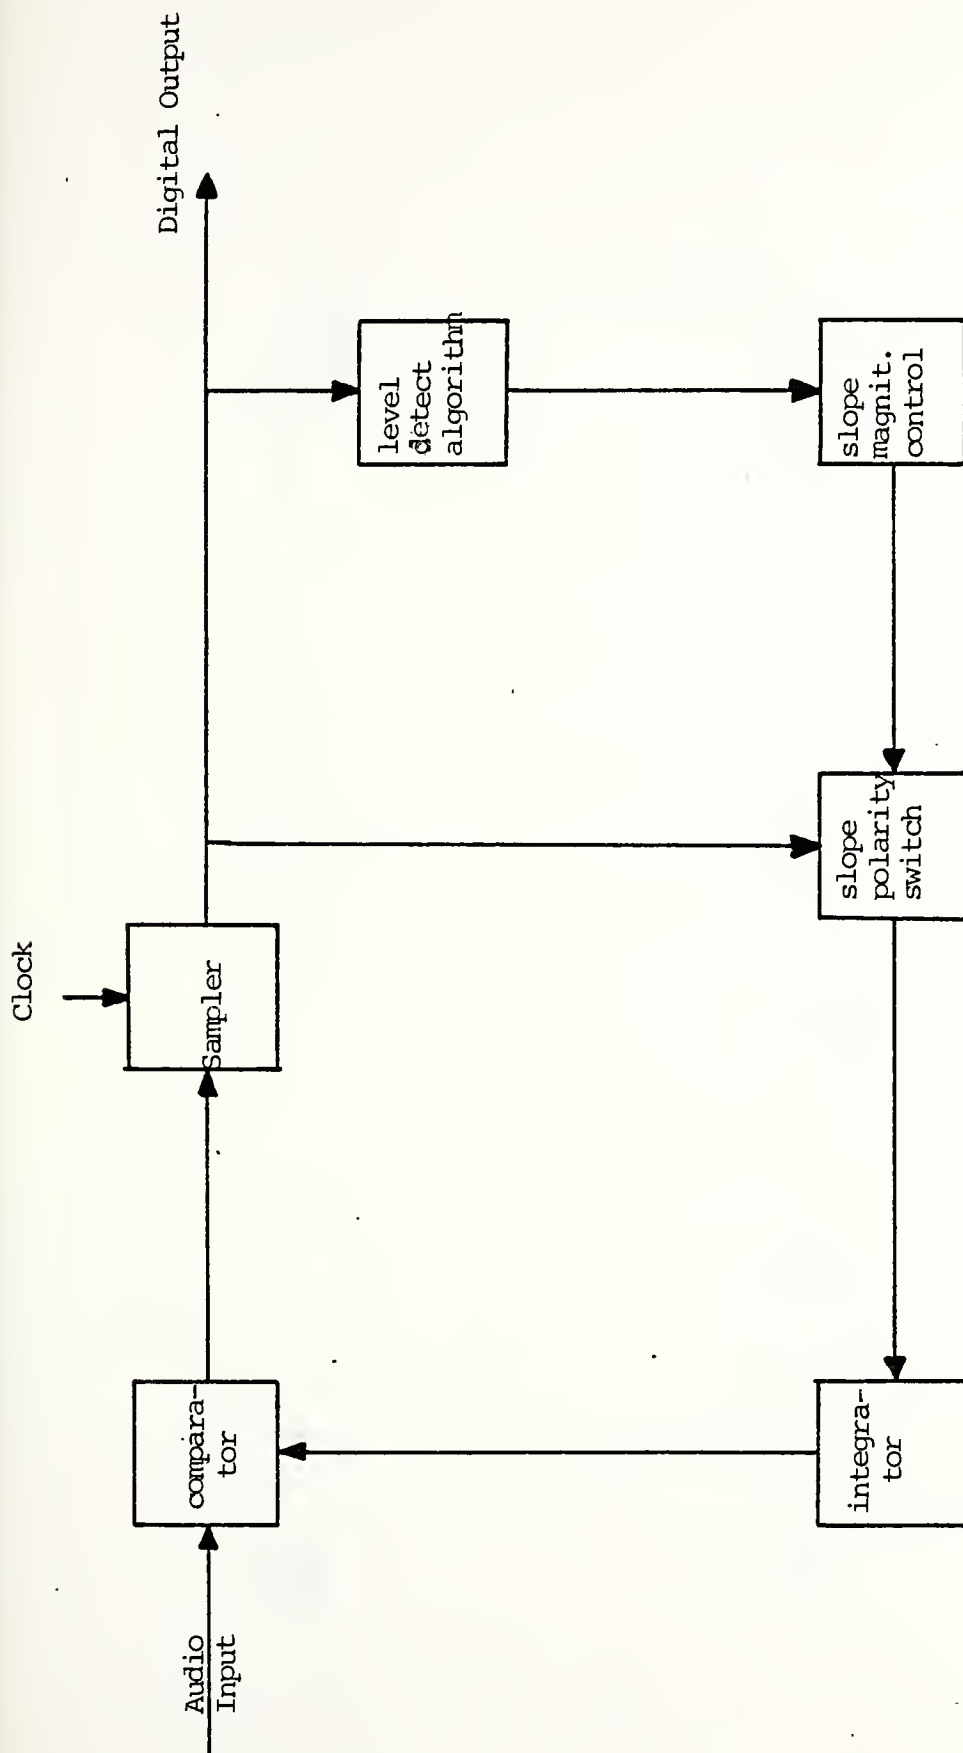 Clock
Digital Output
Audio
Input
compara-
tor
Sampler
level
detect
algorithm
integra-
tor
slope
polarity
switch
slope
magnit.
control